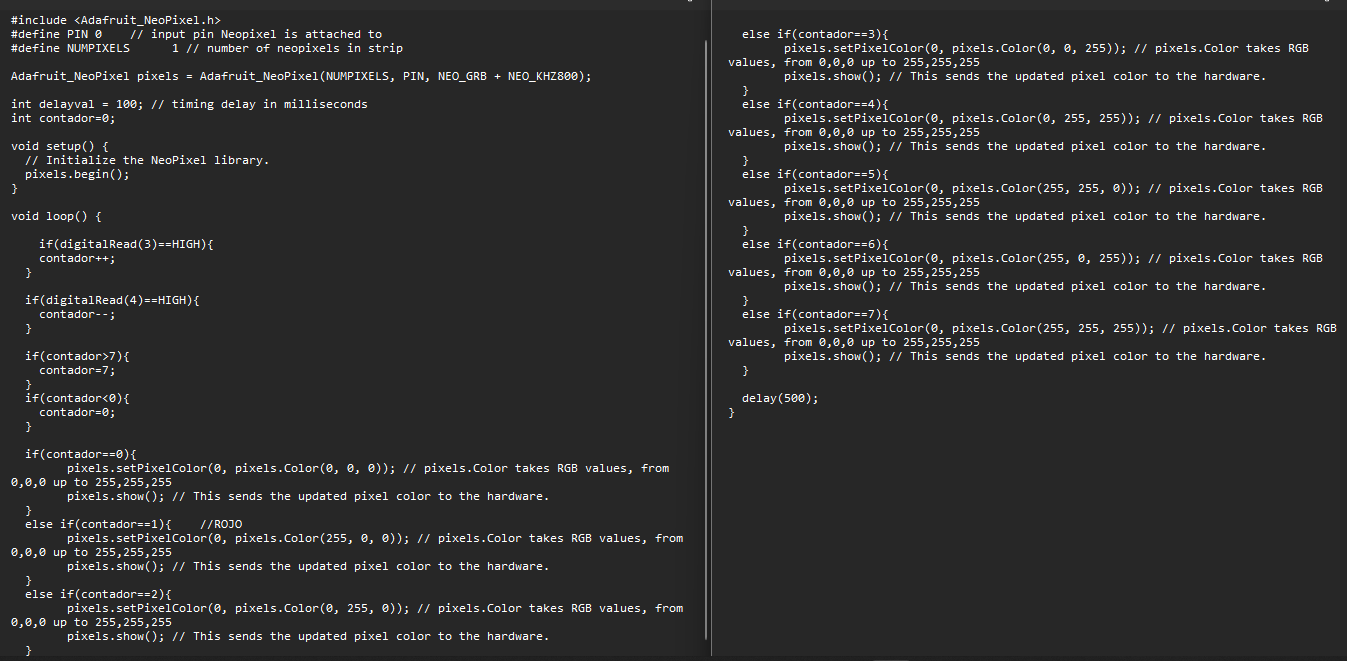 #include <Adafruit_NeoPixel.h>
#define PIN 0    // input pin Neopixel is attached to
#define NUMPIXELS      1 // number of neopixels in strip

Adafruit_NeoPixel pixels = Adafruit_NeoPixel(NUMPIXELS, PIN, NEO_GRB + NEO_KHZ800);

int delayval = 100; // timing delay in milliseconds
int contador=0;

void setup() {
  // Initialize the NeoPixel library.
  pixels.begin();
}

void loop() {

    if(digitalRead(3)==HIGH){
    contador++;
  }

  if(digitalRead(4)==HIGH){
    contador--;
  }

  if(contador>7){
    contador=7;
  }
  if(contador<0){
    contador=0;
  }

  if(contador==0){
        pixels.setPixelColor(0, pixels.Color(0, 0, 0)); // pixels.Color takes RGB values, from
0,0,0 up to 255,255,255
        pixels.show(); // This sends the updated pixel color to the hardware.
  }
  else if(contador==1){    //ROJO
        pixels.setPixelColor(0, pixels.Color(255, 0, 0)); // pixels.Color takes RGB values, from
0,0,0 up to 255,255,255
        pixels.show(); // This sends the updated pixel color to the hardware.
  }
  else if(contador==2){
        pixels.setPixelColor(0, pixels.Color(0, 255, 0)); // pixels.Color takes RGB values, from
0,0,0 up to 255,255,255
        pixels.show(); // This sends the updated pixel color to the hardware.
  }
  else if(contador==3){
        pixels.setPixelColor(0, pixels.Color(0, 0, 255)); // pixels.Color takes RGB
values, from 0,0,0 up to 255,255,255
        pixels.show(); // This sends the updated pixel color to the hardware.
  }
  else if(contador==4){
        pixels.setPixelColor(0, pixels.Color(0, 255, 255)); // pixels.Color takes RGB
values, from 0,0,0 up to 255,255,255
        pixels.show(); // This sends the updated pixel color to the hardware.
  }
  else if(contador==5){
        pixels.setPixelColor(0, pixels.Color(255, 255, 0)); // pixels.Color takes RGB
values, from 0,0,0 up to 255,255,255
        pixels.show(); // This sends the updated pixel color to the hardware.
  }
  else if(contador==6){
        pixels.setPixelColor(0, pixels.Color(255, 0, 255)); // pixels.Color takes RGB
values, from 0,0,0 up to 255,255,255
        pixels.show(); // This sends the updated pixel color to the hardware.
  }
  else if(contador==7){
        pixels.setPixelColor(0, pixels.Color(255, 255, 255)); // pixels.Color takes RGB
values, from 0,0,0 up to 255,255,255
        pixels.show(); // This sends the updated pixel color to the hardware.
  }

  delay(500);
}